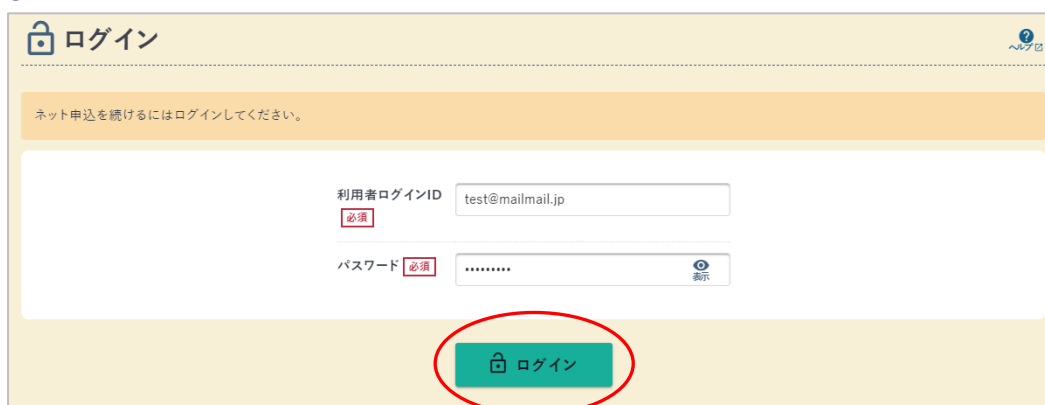 ログイン
ヘルプ
ネット申込を続けるにはログインしてください。
利用者ログインID
必須
test@mailmail.jp
パスワード 必須
•••••••••
表示
ログイン